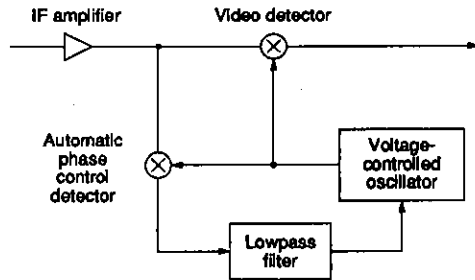 IF amplifier
Video detector
Automatic
phase
control
detector
Voltage-
controlled
oscillator
Lowpass
filter